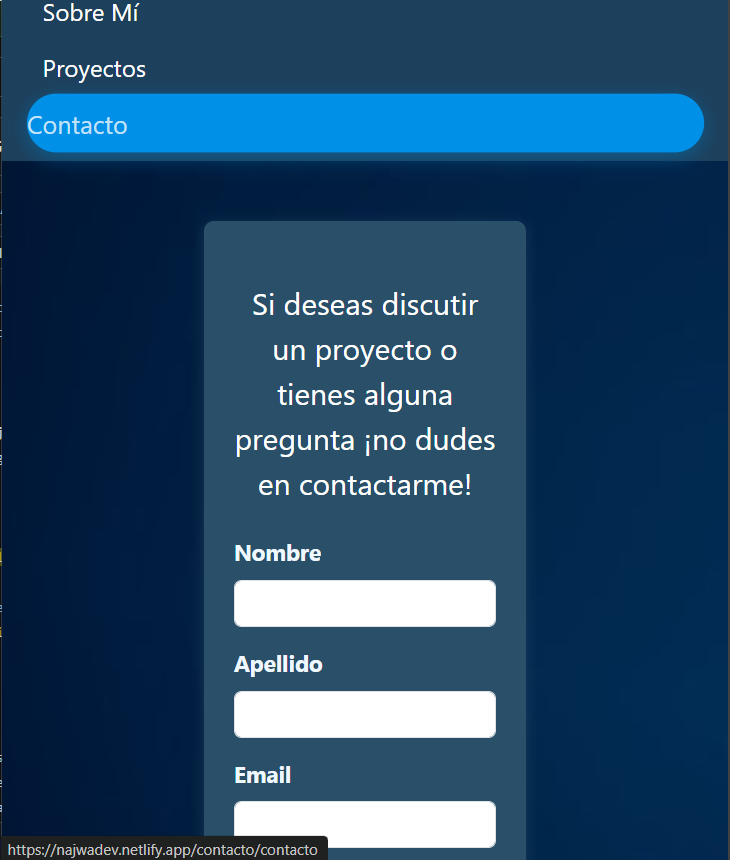 Sobre Mí
Proyectos
Contacto
Si deseas discutir
un proyecto o
tienes alguna
pregunta ¡no dudes
en contactarme!
Nombre
Apellido
Email
https://najwadev.netlify.app/contacto/contacto